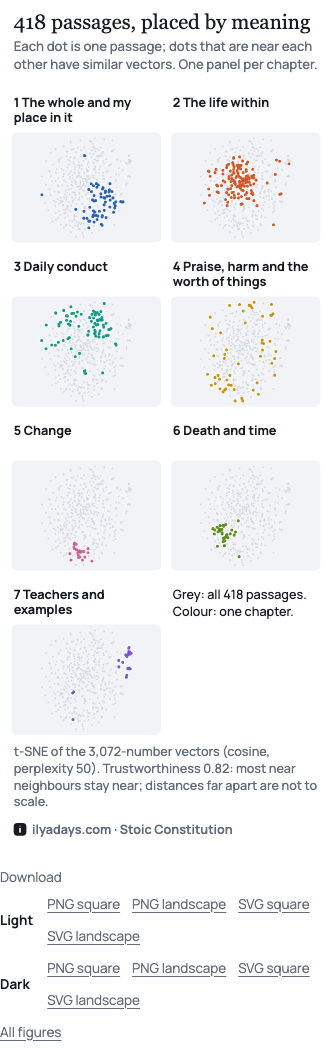 418 passages, placed by meaning
Each dot is one passage; dots that are near each
other have similar vectors. One panel per chapter.
1 The whole and my
place in it
2 The life within
3 Daily conduct
4 Praise, harm and the
worth of things
5 Change
6 Death and time
7 Teachers and
examples
Grey: all 418 passages.
Colour: one chapter.
t-SNE of the 3,072-number vectors (cosine,
perplexity 50). Trustworthiness 0.82: most near
neighbours stay near; distances far apart are not to
scale.
i ilyadays.com · Stoic Constitution
Download
Light
PNG square PNG landscape SVG square
SVG landscape
Dark
PNG square PNG landscape SVG square
SVG landscape
All figures